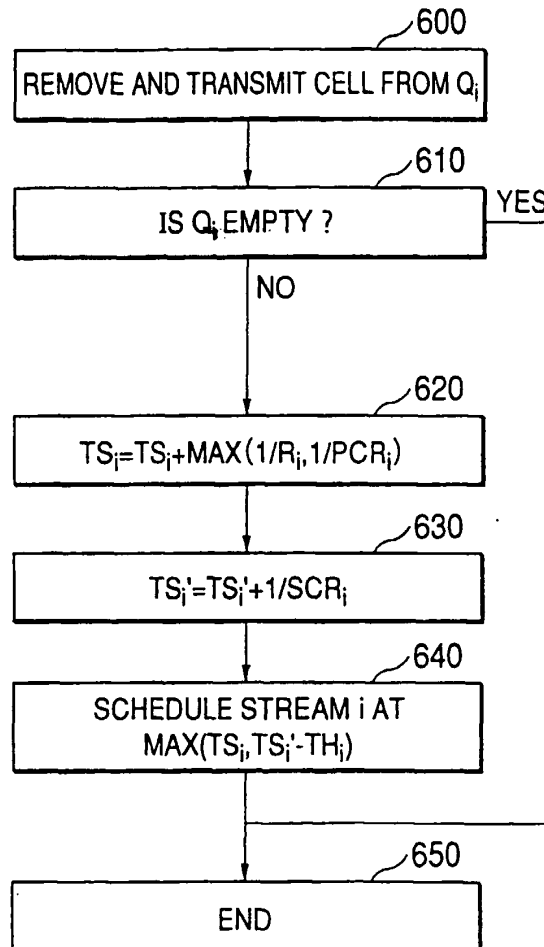 600
REMOVE AND TRANSMIT CELL FROM Qi
610
IS Qi EMPTY ?
YES
NO
620
TSi=TSi+MAX(1/Ri,1/PCRi)
630
TSi'=TSi'+1/SCRi
640
SCHEDULE STREAM i AT
MAX(TSi,TSi'-THi)
650
END